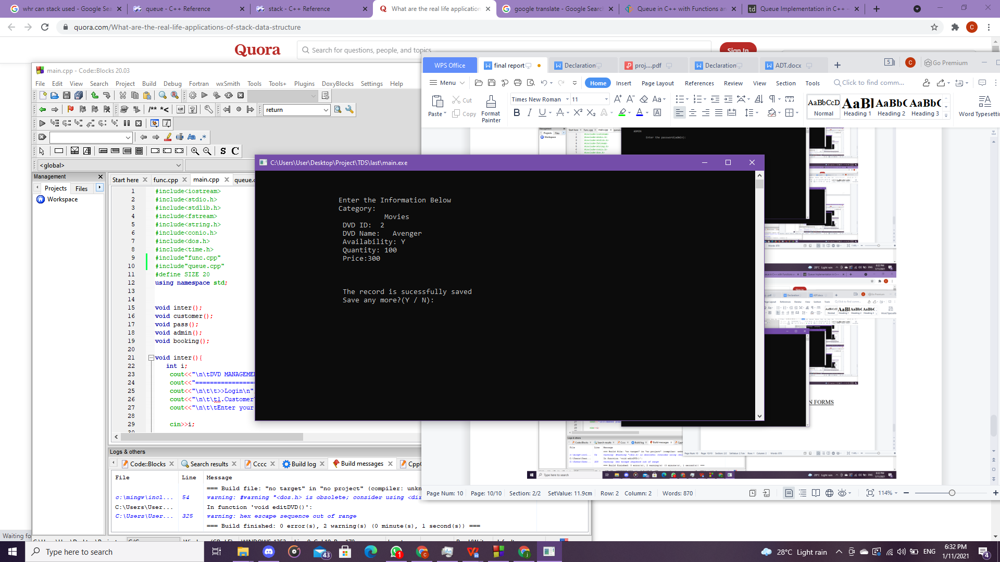 whr can stack used - Google Sea
queue - C++ Reference
stack - C++ Reference
What are the real life application
google translate - Google Search
Queue in C++ with Functions an
Queue Implementation in C++ -
quora.com/What-are-the-real-life-applications-of-stack-data-structure
Quora
Search for questions, people, and topics
Sign In
main.cpp - Code::Blocks 20.03
File Edit View Search Project Build Debug Fortran wxSmith Tools Tools+ Plugins DoxyBlocks Settings Help
return
<global>
Management
Projects Files
Workspace
Start here func.cpp main.cpp queue.c
1 #include<iostream>
2 #include<stdio.h>
3 #include<stdlib.h>
4 #include<fstream>
5 #include<string.h>
6 #include<conio.h>
7 #include<dos.h>
8 #include<time.h>
9 #include"func.cpp"
10 #include"queue.cpp"
11 #define SIZE 20
12 using namespace std;
13
14
15 void inter();
16 void customer();
17 void pass();
18 void admin();
19 void booking();
20
21 void inter(){
22 int i;
23 cout<<"\n\tDVD MANAGEME
24 cout<<"==================
25 cout<<"\n\t\t>>Login\n"
26 cout<<"\n\t\t1.Customer
27 cout<<"\n\t\tEnter your
28
29 cin>>i;
30
WPS Office final report Declaration proj....pdf Declaration ADT.docx
5 C Go Premium
Menu Home Insert Page Layout References Review View Section Tools Click to find comm...
Paste Cut Copy Format Painter
Times New Roman 11
AaBbCcD AaBl AaBbC AaBbC
Normal Heading 1 Heading 2 Heading 3 Word Typesetti
ADMIN
Enter the password(admin):
C:\Users\User\Desktop\Project\TDS\last\main.exe
Enter the Information Below
Category:
Movies
DVD ID: 2
DVD Name: Avenger
Availability: Y
Quantity: 100
Price:300
The record is sucessfully saved
Save any more?(Y / N):
N FORMS
Logs & others
Code::Blocks Search results Cccc Build log Build messages CppC
File Line Message
=== Build file: "no target" in "no project" (compiler: unkn
c:\mingw\incl... 54 warning: #warning "<dos.h> is obsolete; consider using <dir
C:\Users\User... In function 'void editDVD()':
C:\Users\User... 325 warning: hex escape sequence out of range
=== Build finished: 0 error(s), 2 warning(s) (0 minute(s), 1 second(s)) ===
Page Num: 10 Page: 10/10 Section: 2/2 SetValue: 11.9cm Row: 2 Column: 2 Words: 870
114%
Waiting fo
Type here to search
43
1
28°C Light rain
ENG
6:32 PM
1/11/2021
4